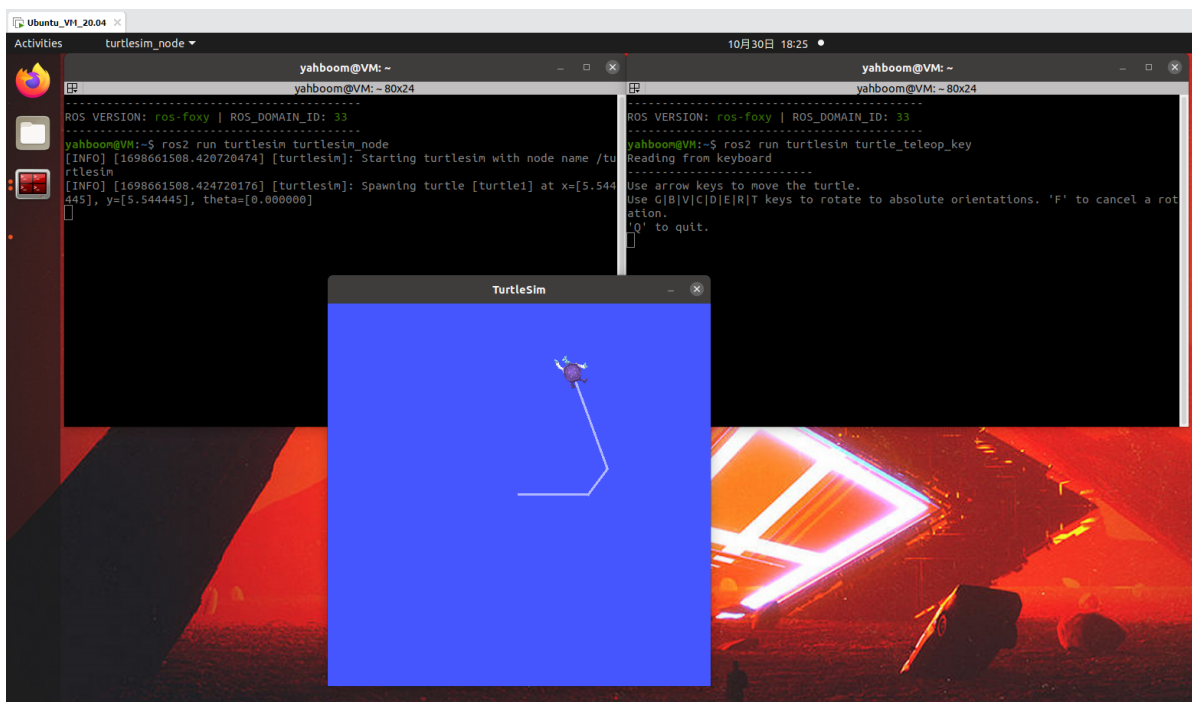 Ubuntu_VM_20.04
Activities turtlesim_node 10月30日 18:25
yahboom@VM: ~
yahboom@VM: ~ 80x24
----------------------------------------
ROS VERSION: ros-foxy | ROS_DOMAIN_ID: 33
----------------------------------------
yahboom@VM:~$ ros2 run turtlesim turtlesim_node
[INFO] [1698661508.420720474] [turtlesim]: Starting turtlesim with node name /tu
rtlesim
[INFO] [1698661508.424720176] [turtlesim]: Spawning turtle [turtle1] at x=[5.544
445], y=[5.544445], theta=[0.000000]
yahboom@VM: ~
yahboom@VM: ~ 80x24
----------------------------------------
ROS VERSION: ros-foxy | ROS_DOMAIN_ID: 33
----------------------------------------
yahboom@VM:~$ ros2 run turtlesim turtle_teleop_key
Reading from keyboard
---------------------------
Use arrow keys to move the turtle.
Use G|B|V|C|D|E|R|T keys to rotate to absolute orientations. 'F' to cancel a rot
ation.
'Q' to quit.
TurtleSim